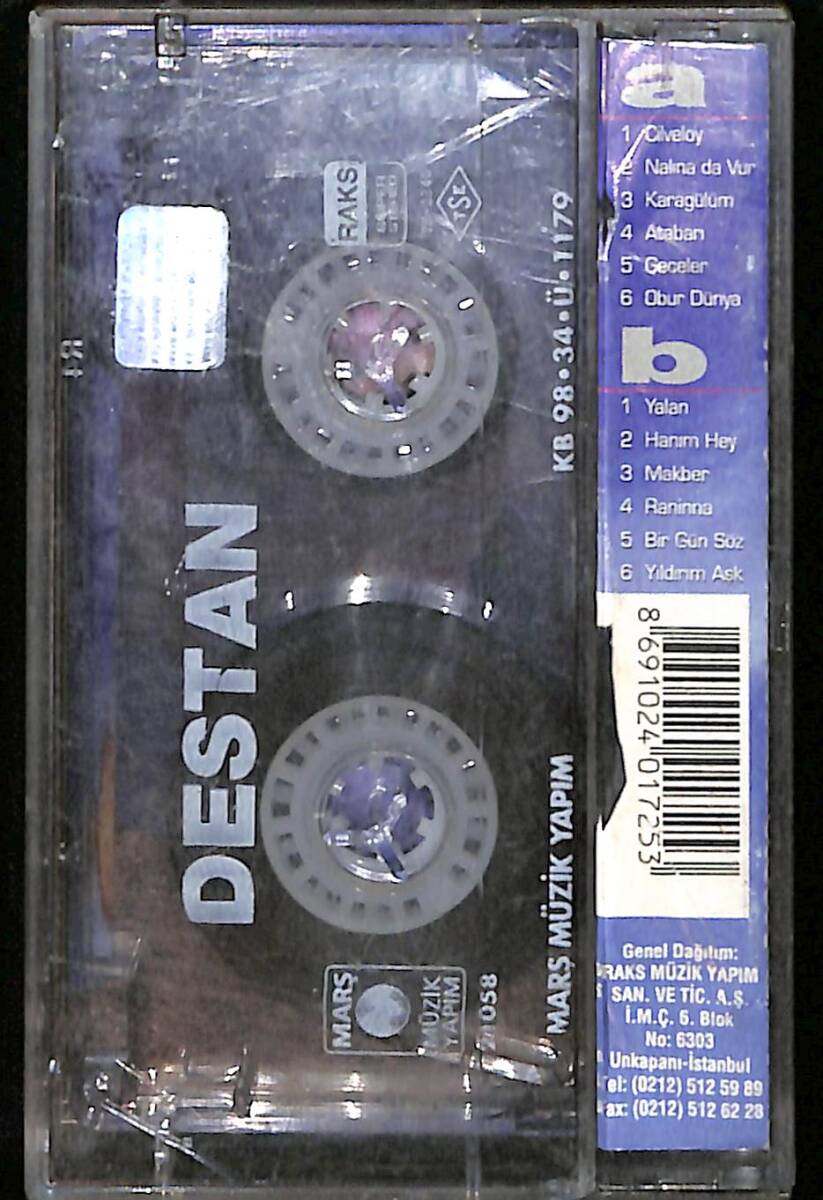 RAKS
TSE
KB 98•34•Ü•1179
DESTAN
MARŞ MÜZİK YAPIM
MARŞ
MÜZİK
YAPIM
a
1 Cilveloy
2 Nalına da Vur
3 Karagülüm
4 Ataban
5 Geceler
6 Obur Dünya
b
1 Yalan
2 Hanım Hey
3 Makber
4 Raninna
5 Bir Gün Söz
6 Yıldırım Aşk
8 691024 017253
Genel Dağıtım:
RAKS MÜZİK YAPIM
SAN. VE TİC. A.Ş.
İ.M.Ç. 6. Blok
No: 6303
Unkapanı-İstanbul
el: (0212) 512 59 89
ax: (0212) 512 62 28